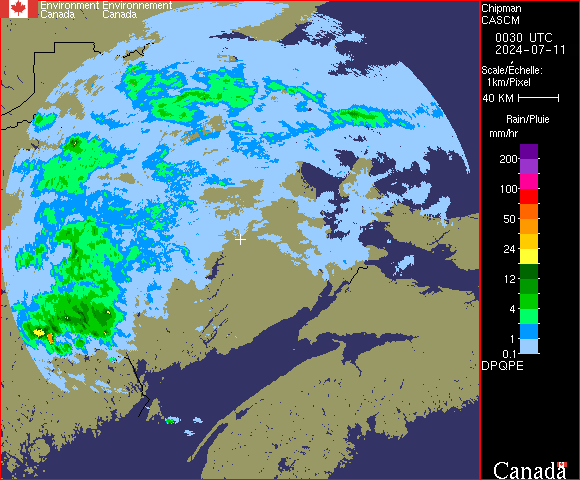 Environment Environnement
Canada Canada
Chipman
CASCM
0030 UTC
2024-07-11
Scale/Échelle:
1km/Pixel
40 KM
Rain/Pluie
mm/hr
200
100
50
24
12
4
1
0.1
DPQPE
Canada